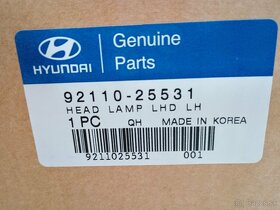 HYUNDAI
Genuine
Parts
92110-25531
HEAD LAMP LHD LH
1 PC QH MADE IN KOREA
9211025531 001